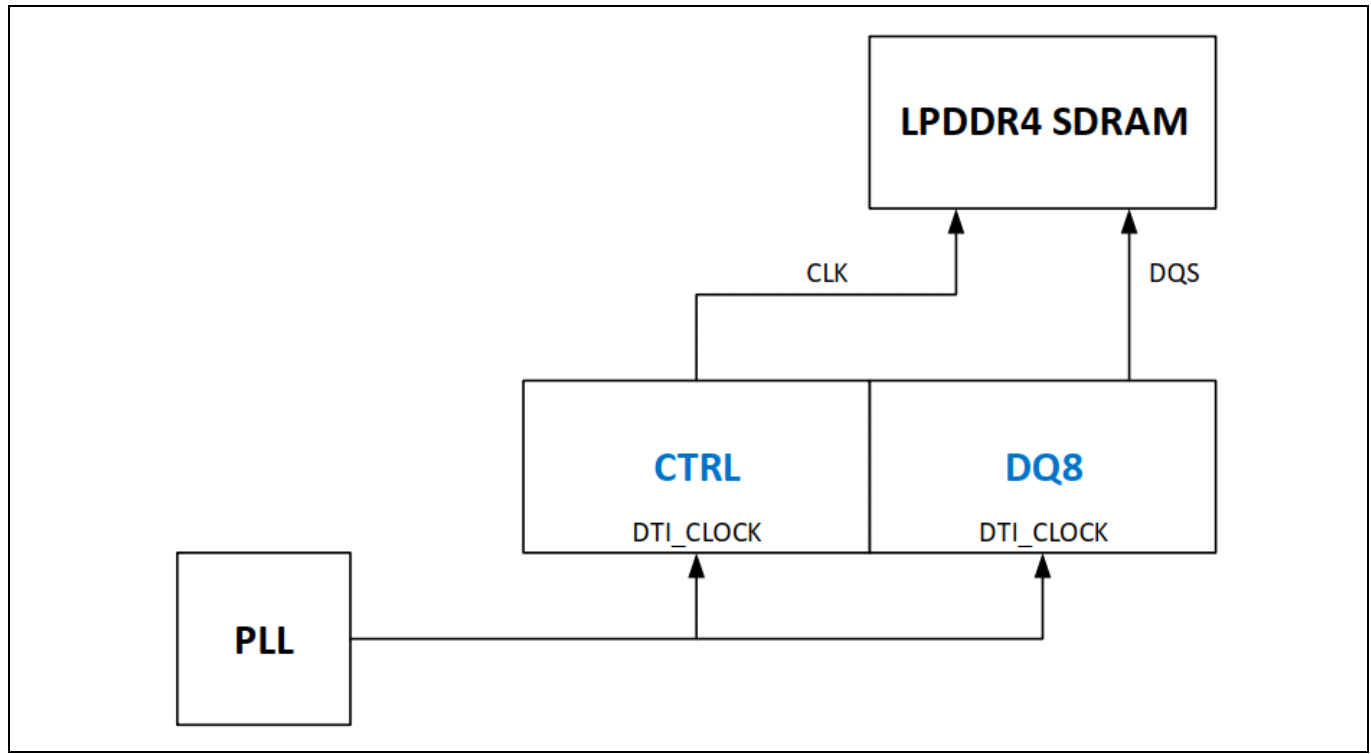 LPDDR4 SDRAM
CLK
DQS
CTRL
DQ8
DTI_CLOCK
DTI_CLOCK
PLL